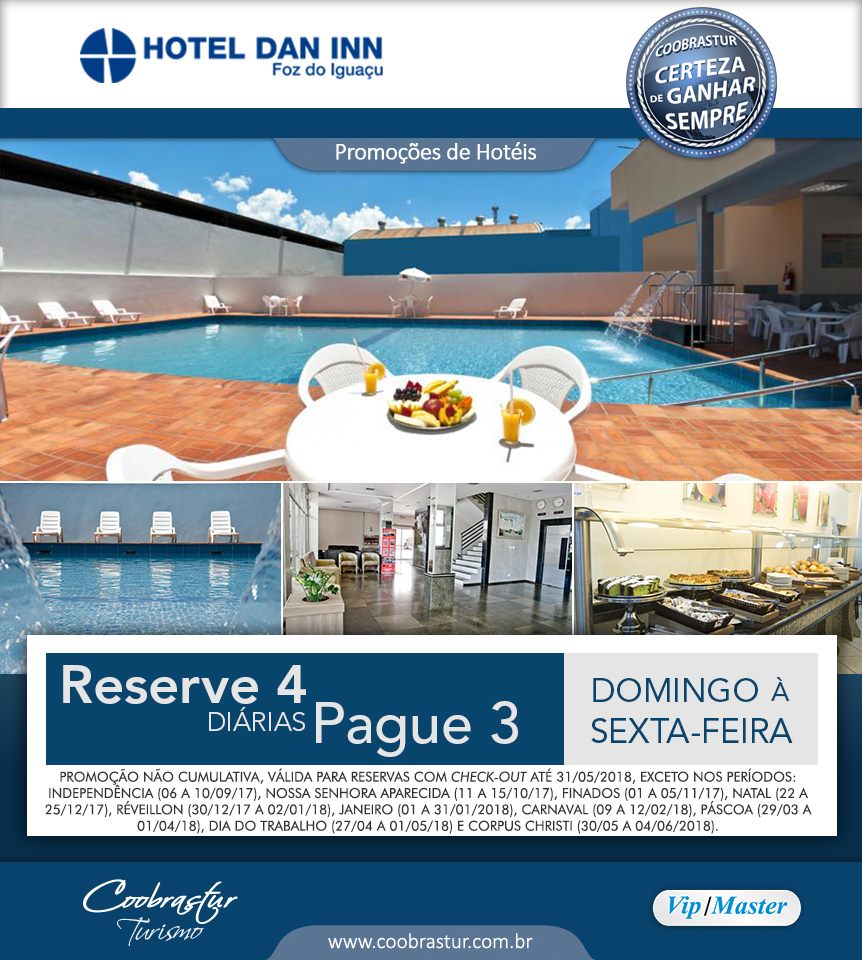 HOTEL DAN INN
Foz do Iguaçu
COOBRASTUR
CERTEZA
DE GANHAR
SEMPRE
Promoções de Hotéis
Reserve 4
DIÁRIAS Pague 3
DOMINGO À
SEXTA-FEIRA
PROMOÇÃO NÃO CUMULATIVA, VÁLIDA PARA RESERVAS COM CHECK-OUT ATÉ 31/05/2018, EXCETO NOS PERÍODOS:
INDEPENDÊNCIA (06 A 10/09/17), NOSSA SENHORA APARECIDA (11 A 15/10/17), FINADOS (01 A 05/11/17), NATAL (22 A
25/12/17), RÉVEILLON (30/12/17 A 02/01/18), JANEIRO (01 A 31/01/2018), CARNAVAL (09 A 12/02/18), PÁSCOA (29/03 A
01/04/18), DIA DO TRABALHO (27/04 A 01/05/18) E CORPUS CHRISTI (30/05 A 04/06/2018).
Coobrastur
Turismo
Vip/Master
www.coobrastur.com.br